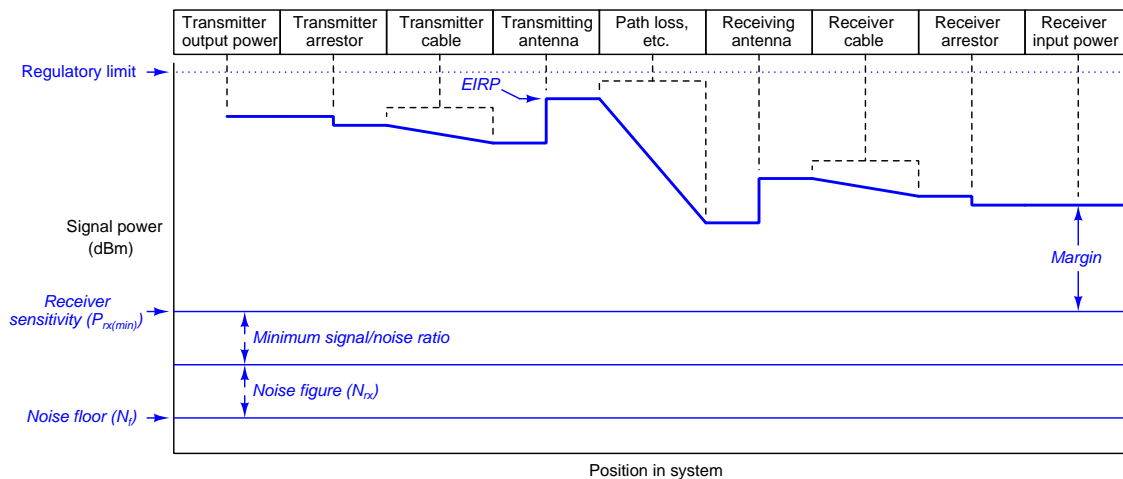 Transmitter
output power
Transmitter
arrestor
Transmitter
cable
Transmitting
antenna
Path loss,
etc.
Receiving
antenna
Receiver
cable
Receiver
arrestor
Receiver
input power
Regulatory limit
EIRP
Signal power
(dBm)
Margin
Receiver
sensitivity (Prx(min))
Minimum signal/noise ratio
Noise figure (Nrx)
Noise floor (Nf)
Position in system